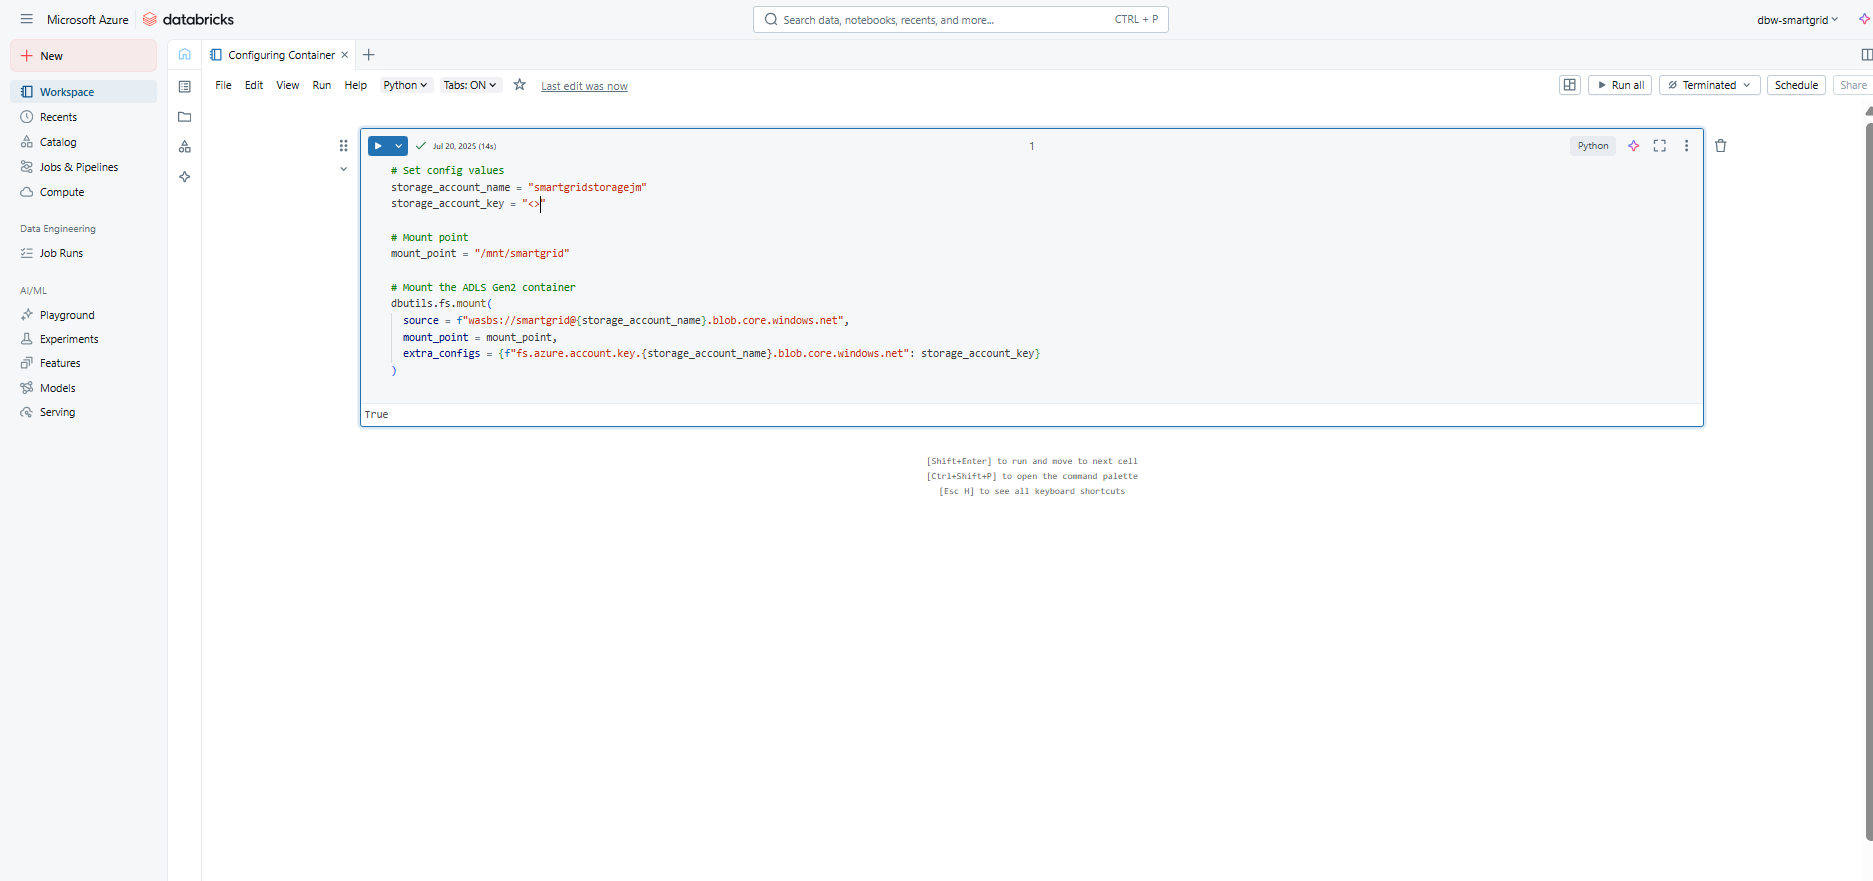 Microsoft Azure databricks
Search data, notebooks, recents, and more... CTRL + P
dbw-smartgrid
New
Workspace
Recents
Catalog
Jobs & Pipelines
Compute
Data Engineering
Job Runs
AI/ML
Playground
Experiments
Features
Models
Serving
Configuring Container
File Edit View Run Help Python Tabs: ON Last edit was now
Run all Terminated Schedule Share
Jul 20, 2025 (14s) 1 Python
# Set config values
storage_account_name = "smartgridstoragejm"
storage_account_key = "<>"
# Mount point
mount_point = "/mnt/smartgrid"
# Mount the ADLS Gen2 container
dbutils.fs.mount(
source = f"wasbs://smartgrid@{storage_account_name}.blob.core.windows.net",
mount_point = mount_point,
extra_configs = {f"fs.azure.account.key.{storage_account_name}.blob.core.windows.net": storage_account_key}
)
True
[Shift+Enter] to run and move to next cell
[Ctrl+Shift+P] to open the command palette
[Esc H] to see all keyboard shortcuts